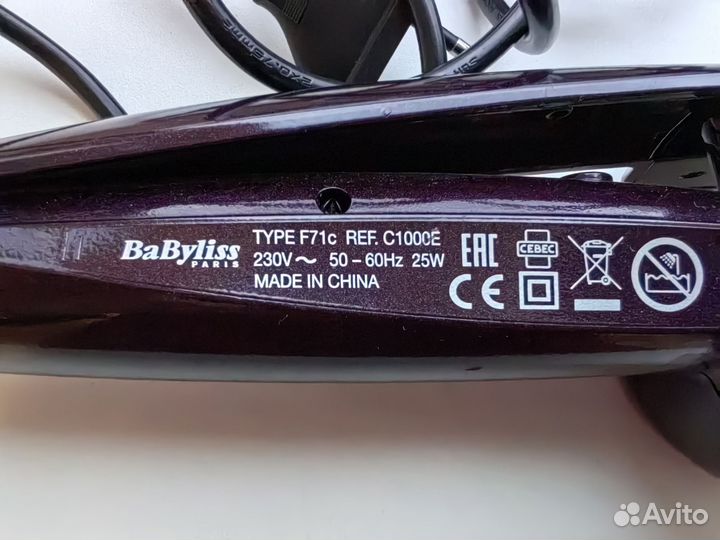 BaByliss
PARIS
TYPE F71c REF. C1000E
230V～ 50 – 60Hz 25W
MADE IN CHINA
EAC
CEBEC
CE
Avito